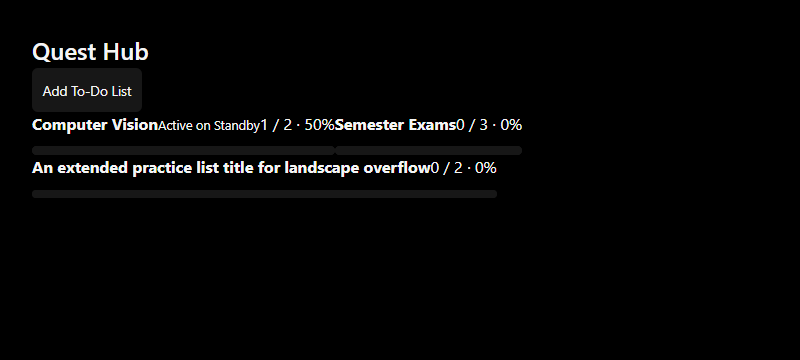 Quest Hub
Add To-Do List
Computer VisionActive on Standby1 / 2 · 50%Semester Exams0 / 3 · 0%
An extended practice list title for landscape overflow0 / 2 · 0%